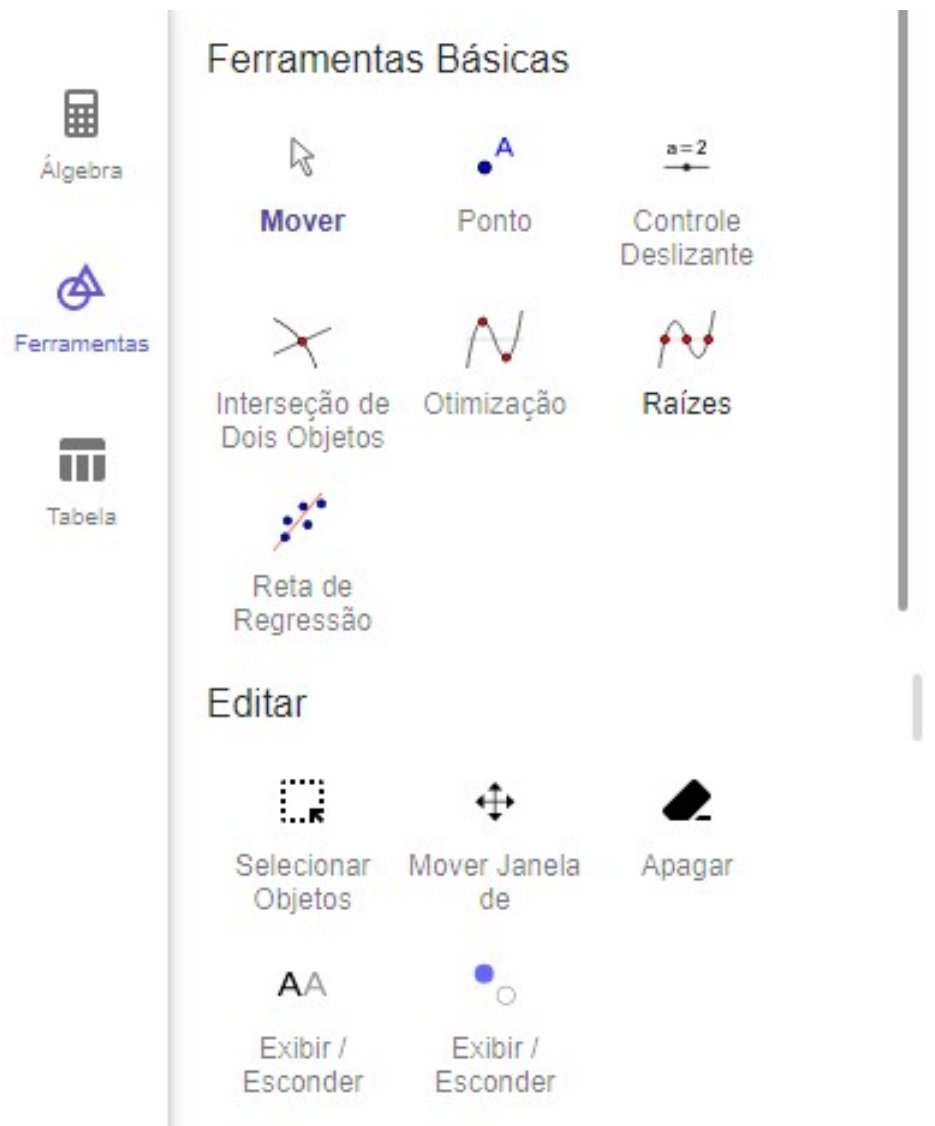 Álgebra
Ferramentas
Tabela
Ferramentas Básicas
A
a=2
Mover
Ponto
Controle
Deslizante
Interseção de
Dois Objetos
Otimização
Raízes
Reta de
Regressão
Editar
Selecionar
Objetos
Mover Janela
de
Apagar
AA
Exibir /
Esconder
Exibir /
Esconder